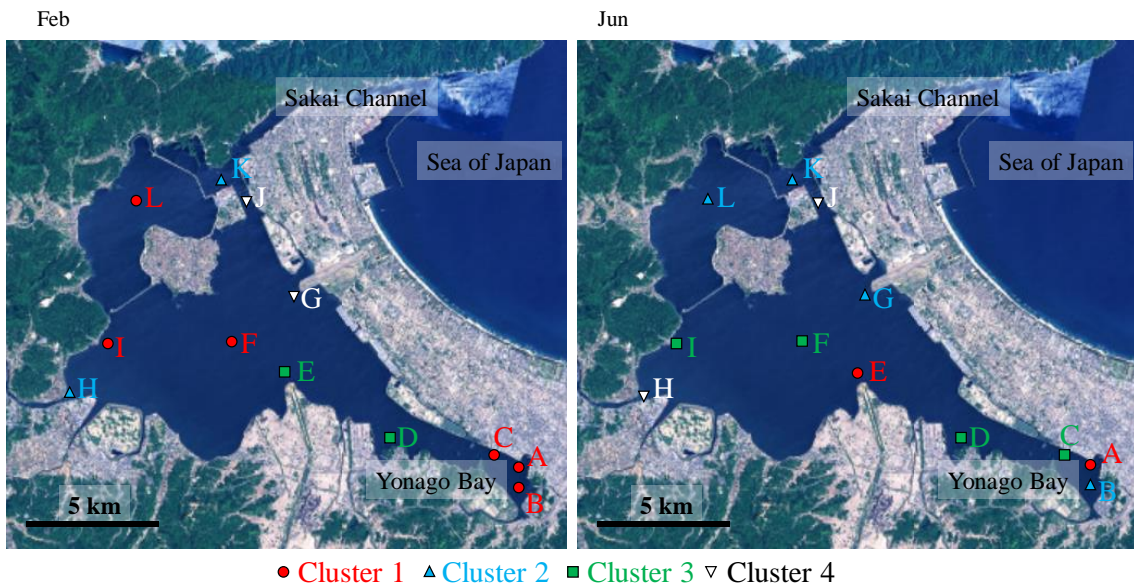 Feb
Jun
Sakai Channel
Sea of Japan
K
L
J
G
I
F
E
H
D
C
A
Yonago Bay
B
5 km
Sakai Channel
Sea of Japan
K
L
J
G
I
F
E
H
D
C
A
Yonago Bay
B
5 km
Cluster 1 Cluster 2 Cluster 3 Cluster 4